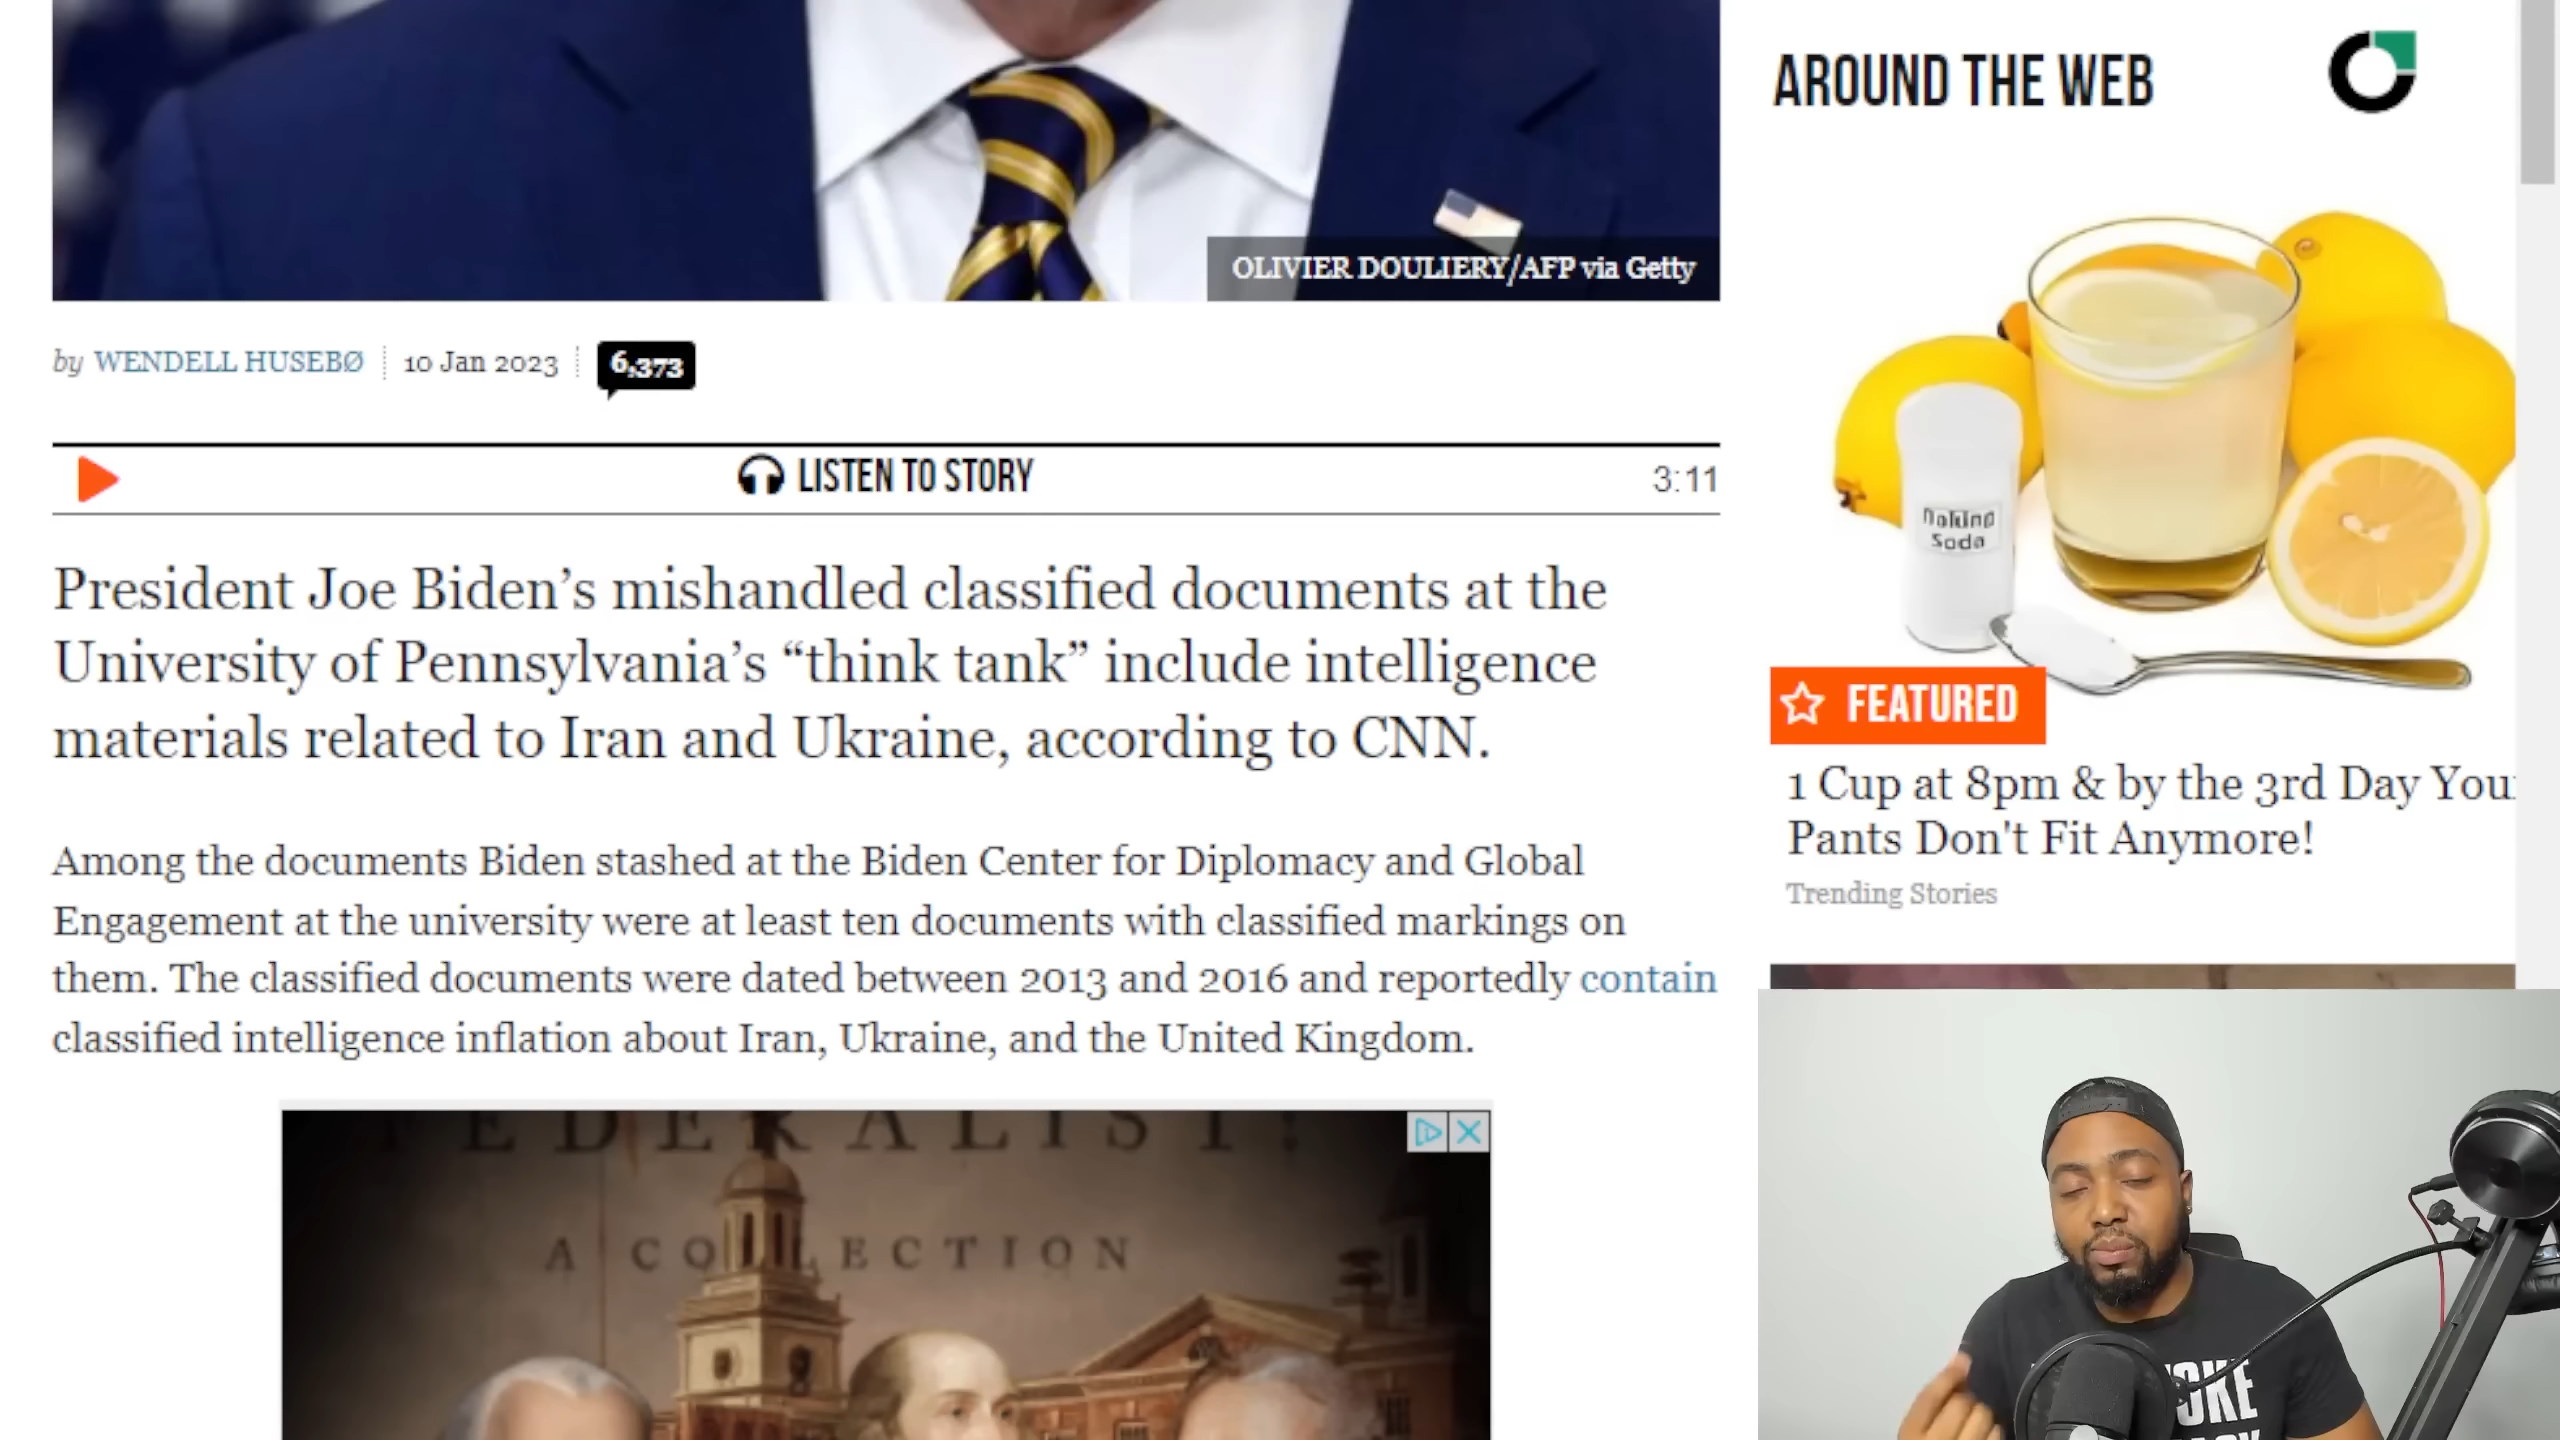 OLIVIER DOULIERY/AFP via Getty
by WENDELL HUSEBØ 10 Jan 2023 6,373
LISTEN TO STORY 3:11
President Joe Biden’s mishandled classified documents at the
University of Pennsylvania’s “think tank” include intelligence
materials related to Iran and Ukraine, according to CNN.
Among the documents Biden stashed at the Biden Center for Diplomacy and Global
Engagement at the university were at least ten documents with classified markings on
them. The classified documents were dated between 2013 and 2016 and reportedly contain
classified intelligence inflation about Iran, Ukraine, and the United Kingdom.
FEDERALIST:
A COLLECTION
AROUND THE WEB
Baking
Soda
FEATURED
1 Cup at 8pm & by the 3rd Day You
Pants Don't Fit Anymore!
Trending Stories